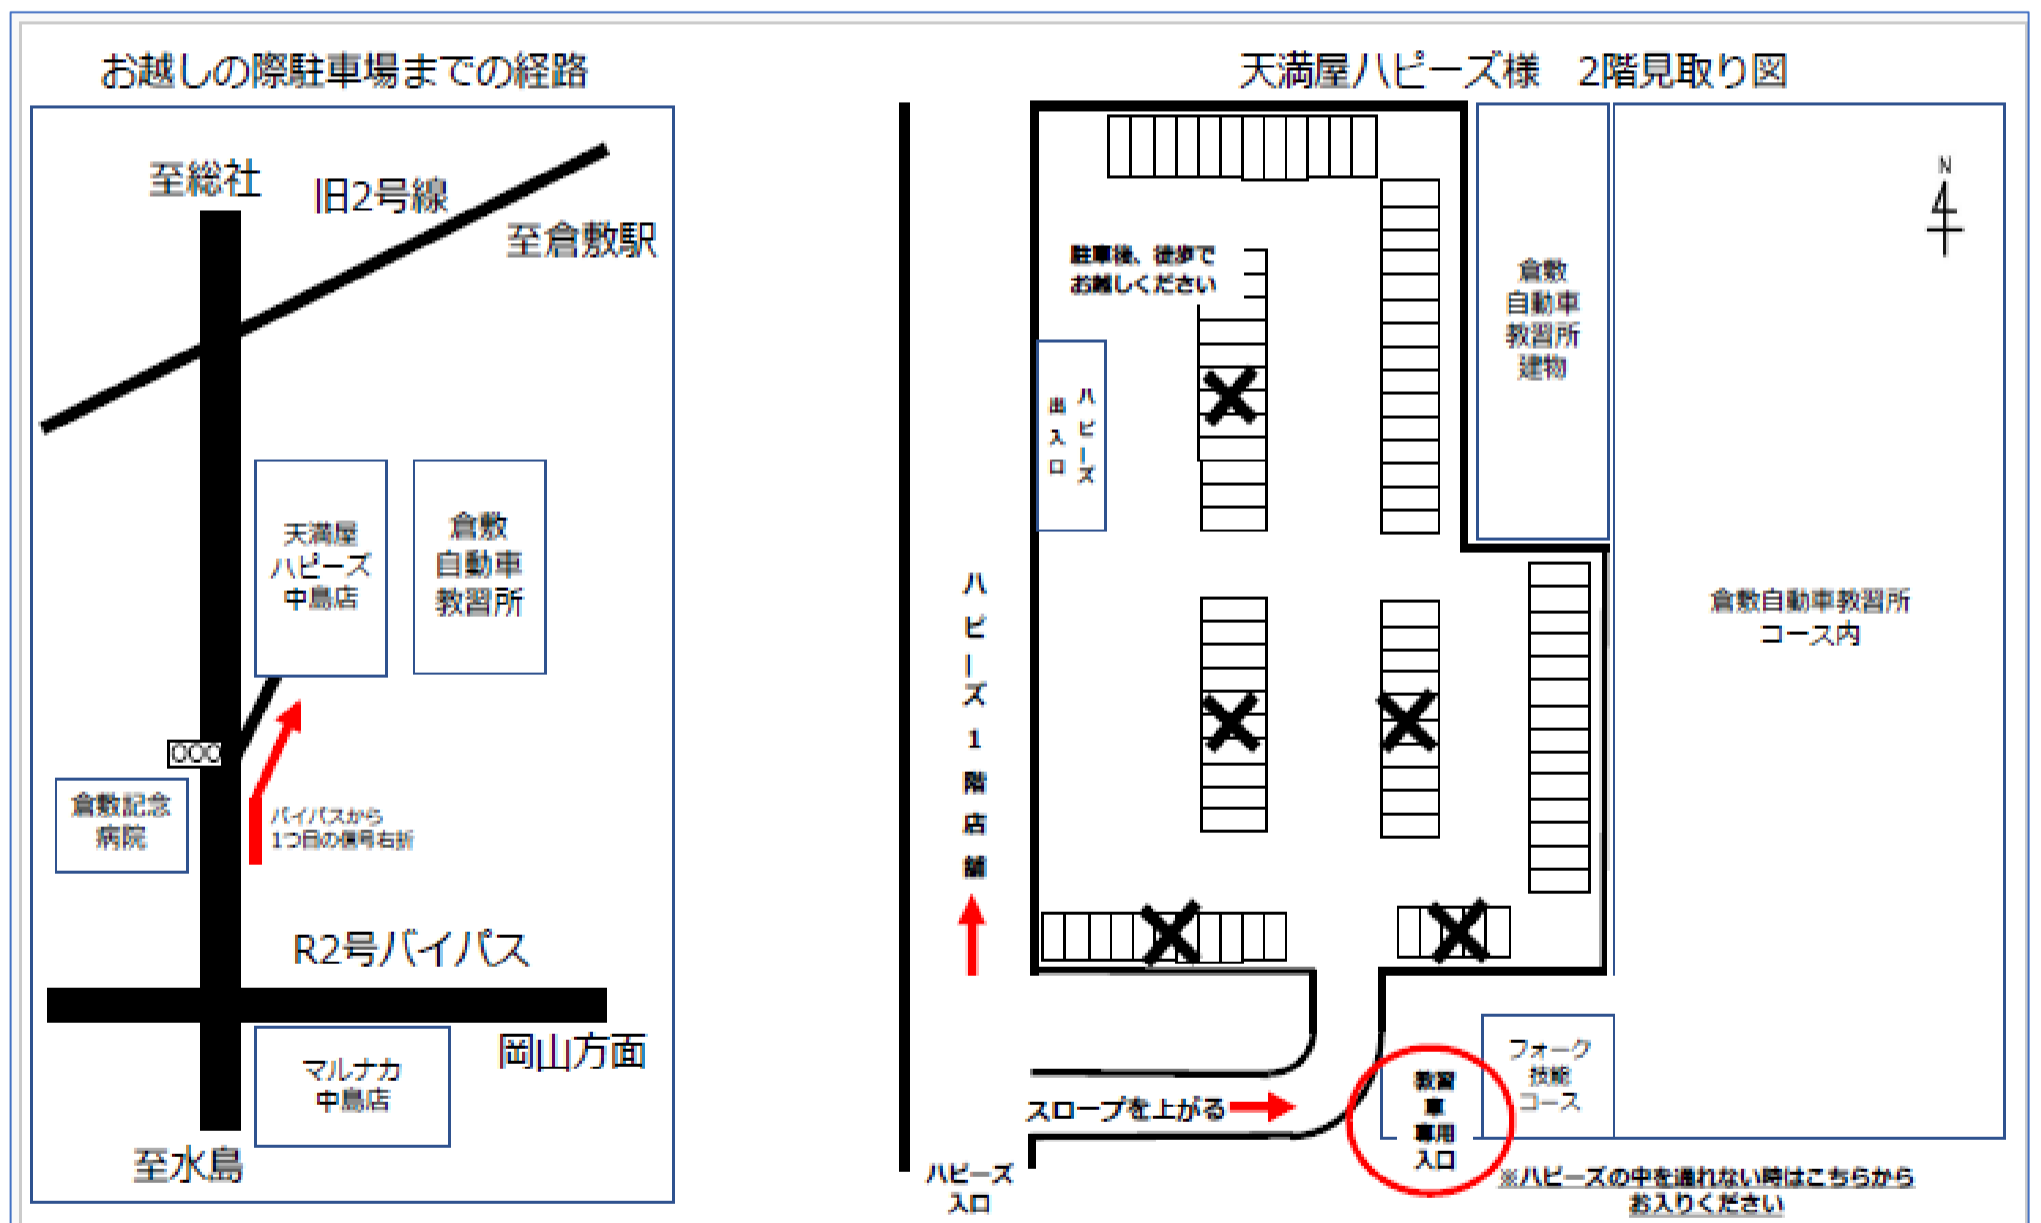 お越しの際駐車場までの経路
至総社
旧2号線
至倉敷駅
天満屋
ハピーズ
中島店
倉敷
自動車
教習所
倉敷記念
病院
バイパスから
1つ目の信号右折
R2号バイパス
岡山方面
マルナカ
中島店
至水島
天満屋ハピーズ様　2階見取り図
N
駐車後、徒歩で
お越しください
ハピーズ
出入口
倉敷
自動車
教習所
建物
倉敷自動車教習所
コース内
ハピーズ1階店舗
スロープを上がる
ハピーズ
入口
教習
車
専用
入口
フォーク
技能
コース
※ハピーズの中を通れない時はこちらから
お入りください